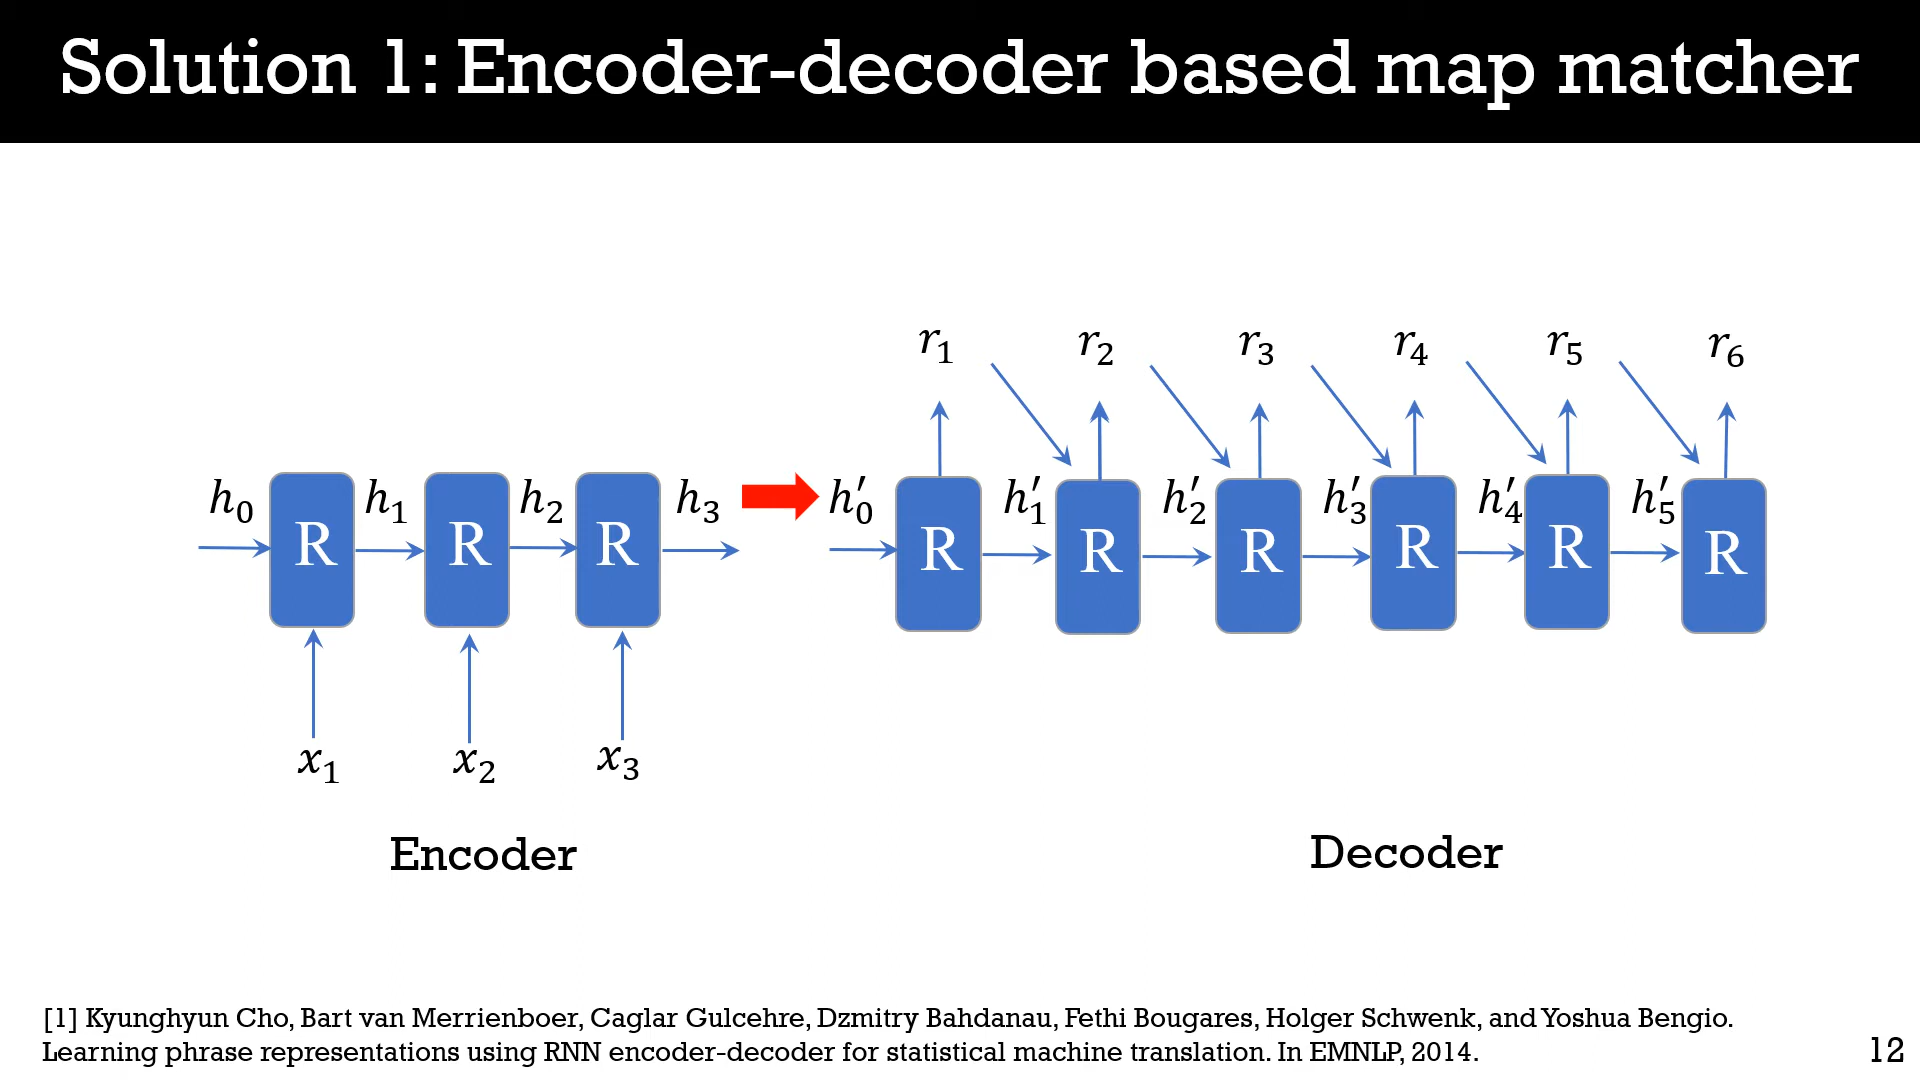 Solution 1: Encoder-decoder based map matcher
r₁ r₂ r₃ r₄ r₅ r₆
h₀ h₁ h₂ h₃ h′₀ h′₁ h′₂ h′₃ h′₄ h′₅
R R R R R R R R R
x₁ x₂ x₃
Encoder Decoder
[1] Kyunghyun Cho, Bart van Merrienboer, Caglar Gulcehre, Dzmitry Bahdanau, Fethi Bougares, Holger Schwenk, and Yoshua Bengio.
Learning phrase representations using RNN encoder-decoder for statistical machine translation. In EMNLP, 2014.
12